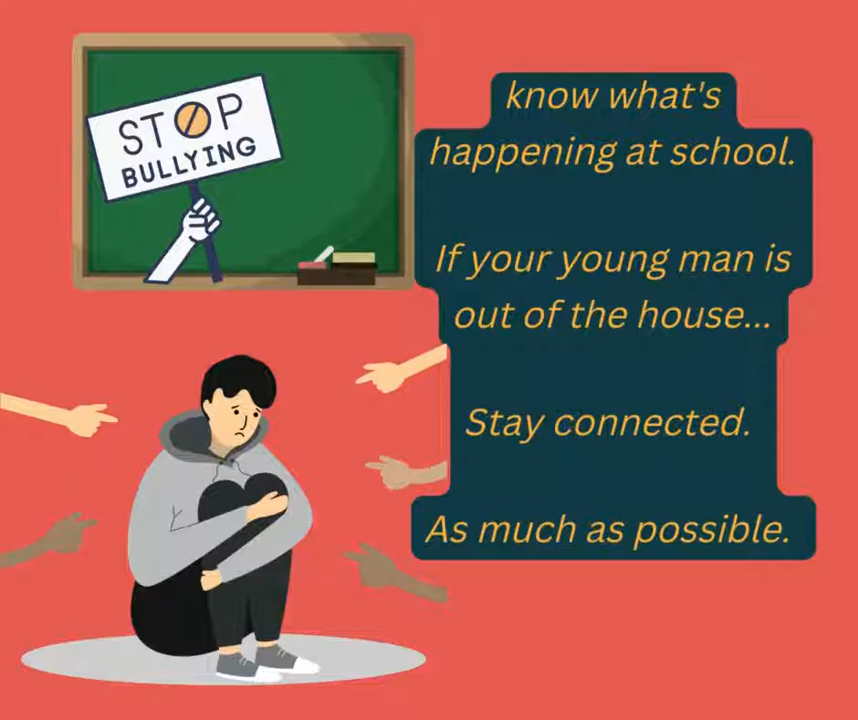 STOP
BULLYING
know what's
happening at school.
If your young man is
out of the house...
Stay connected.
As much as possible.